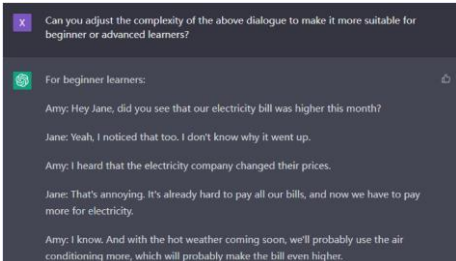 X
Can you adjust the complexity of the above dialogue to make it more suitable for
beginner or advanced learners?
For beginner learners:
Amy: Hey Jane, did you see that our electricity bill was higher this month?
Jane: Yeah, I noticed that too. I don't know why it went up.
Amy: I heard that the electricity company changed their prices.
Jane: That's annoying. It's already hard to pay all our bills, and now we have to pay
more for electricity.
Amy: I know. And with the hot weather coming soon, we'll probably use the air
conditioning more, which will probably make the bill even higher.